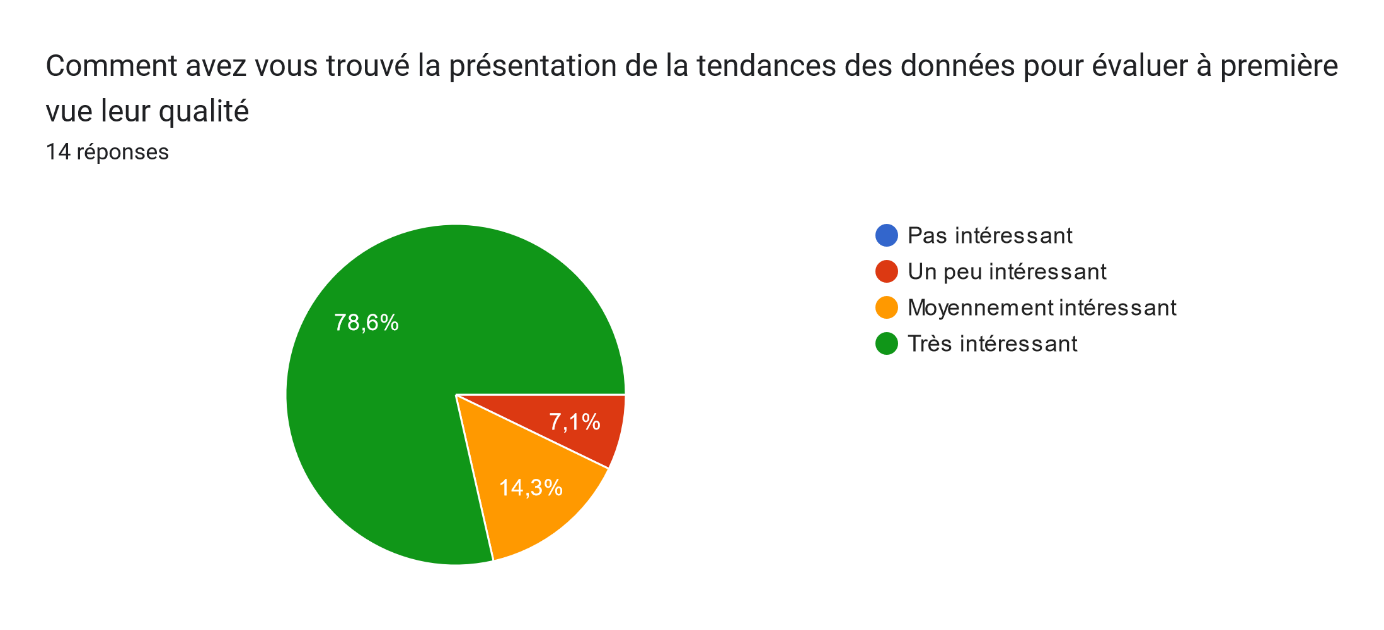 Comment avez vous trouvé la présentation de la tendances des données pour évaluer à première
vue leur qualité
14 réponses
Pas intéressant
Un peu intéressant
Moyennement intéressant
Très intéressant
78,6%
7,1%
14,3%